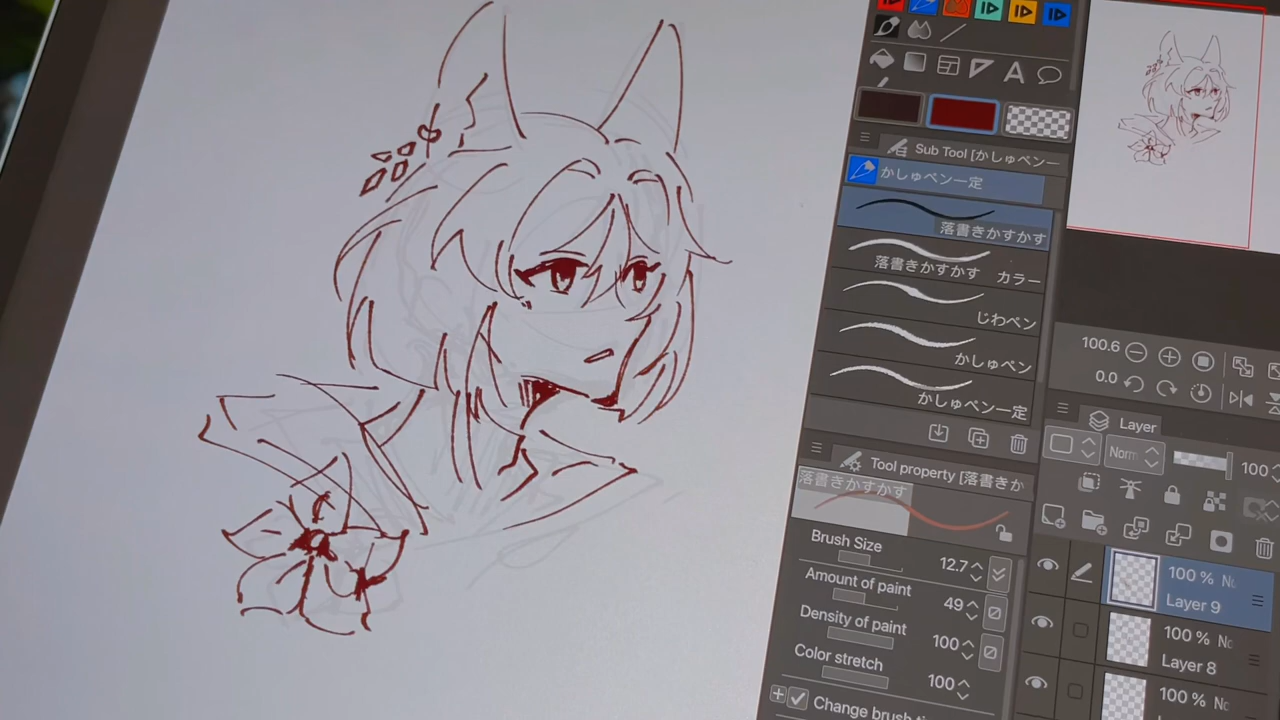 Sub Tool [かしゅペン一
かしゅペン一定
落書きかすかす
落書きかすかす カラー
じわペン
かしゅペン
かしゅペン一定
100.6
0.0
Layer
Norm
100
Tool property [落書きか
落書きかすかす
Brush Size 12.7
Amount of paint 49
Density of paint 100
Color stretch 100
Change brush
100 %
Layer 9
100 %
Layer 8
100 %